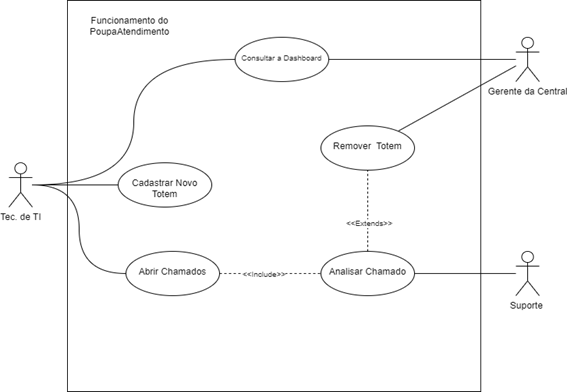 Funcionamento do
PoupaAtendimento
Consultar a Dashboard
Gerente da Central
Remover Totem
Cadastrar Novo
Totem
Tec. de TI
<<Extends>>
Abrir Chamados
<<Include>>
Analisar Chamado
Suporte